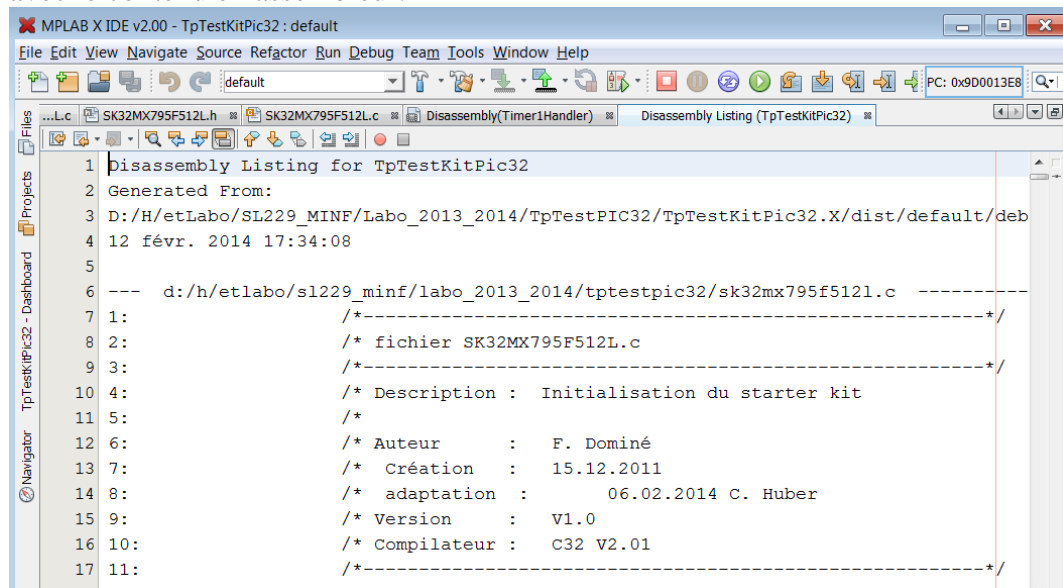 MPLAB X IDE v2.00 - TpTestKitPic32 : default
File Edit View Navigate Source Refactor Run Debug Team Tools Window Help
default
PC: 0x9D0013E8
...L.c SK32MX795F512L.h SK32MX795F512L.c Disassembly(Timer1Handler) Disassembly Listing (TpTestKitPic32)
Files
Projects
TpTestKitPic32 - Dashboard
Navigator
1 Disassembly Listing for TpTestKitPic32
2 Generated From:
3 D:/H/etLabo/SL229_MINF/Labo_2013_2014/TpTestPIC32/TpTestKitPic32.X/dist/default/deb
4 12 févr. 2014 17:34:08
5
6 --- d:/h/etlabo/sl229_minf/labo_2013_2014/tptestpic32/sk32mx795f512l.c ----------
7 1: /*------------------------------------------------------*/
8 2: /* fichier SK32MX795F512L.c
9 3: /*------------------------------------------------------*/
10 4: /* Description : Initialisation du starter kit
11 5: /*
12 6: /* Auteur : F. Dominé
13 7: /* Création : 15.12.2011
14 8: /* adaptation : 06.02.2014 C. Huber
15 9: /* Version : V1.0
16 10: /* Compilateur : C32 V2.01
17 11: /*------------------------------------------------------*/